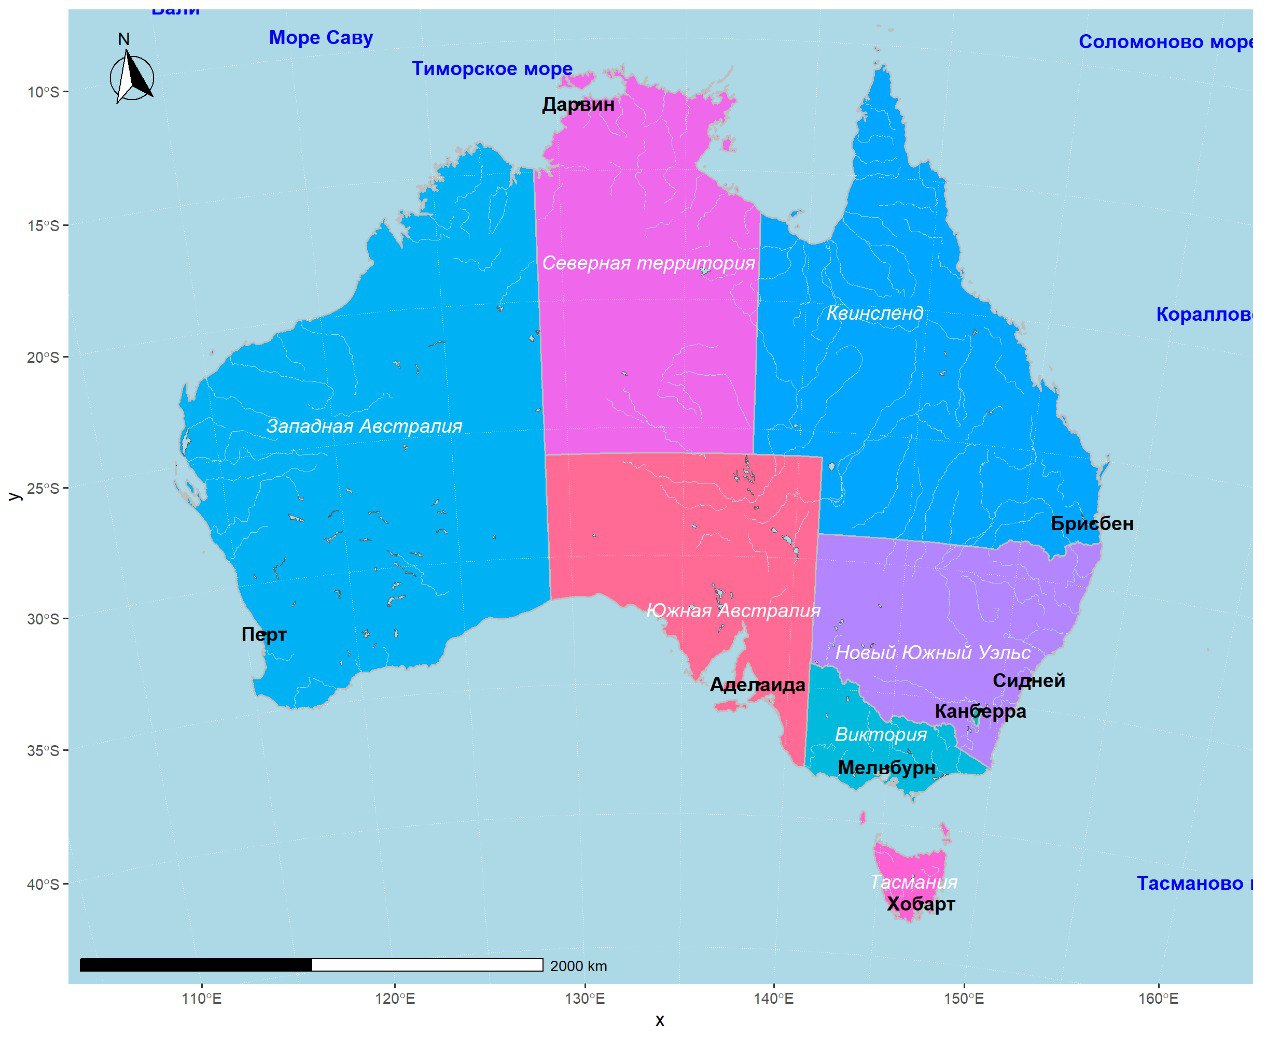 Бали
Море Саву
Соломоново море
Тиморское море
N
10°S
Дарвин
15°S
Северная территория
Квинсленд
Кораллово
20°S
Западная Австралия
25°S
y
Брисбен
30°S
Южная Австралия
Перт
Новый Южный Уэльс
Сидней
Аделаида
Канберра
35°S
Виктория
Мельбурн
40°S
Тасмания
Тасманово
Хобарт
2000 km
110°E
120°E
130°E
140°E
150°E
160°E
x